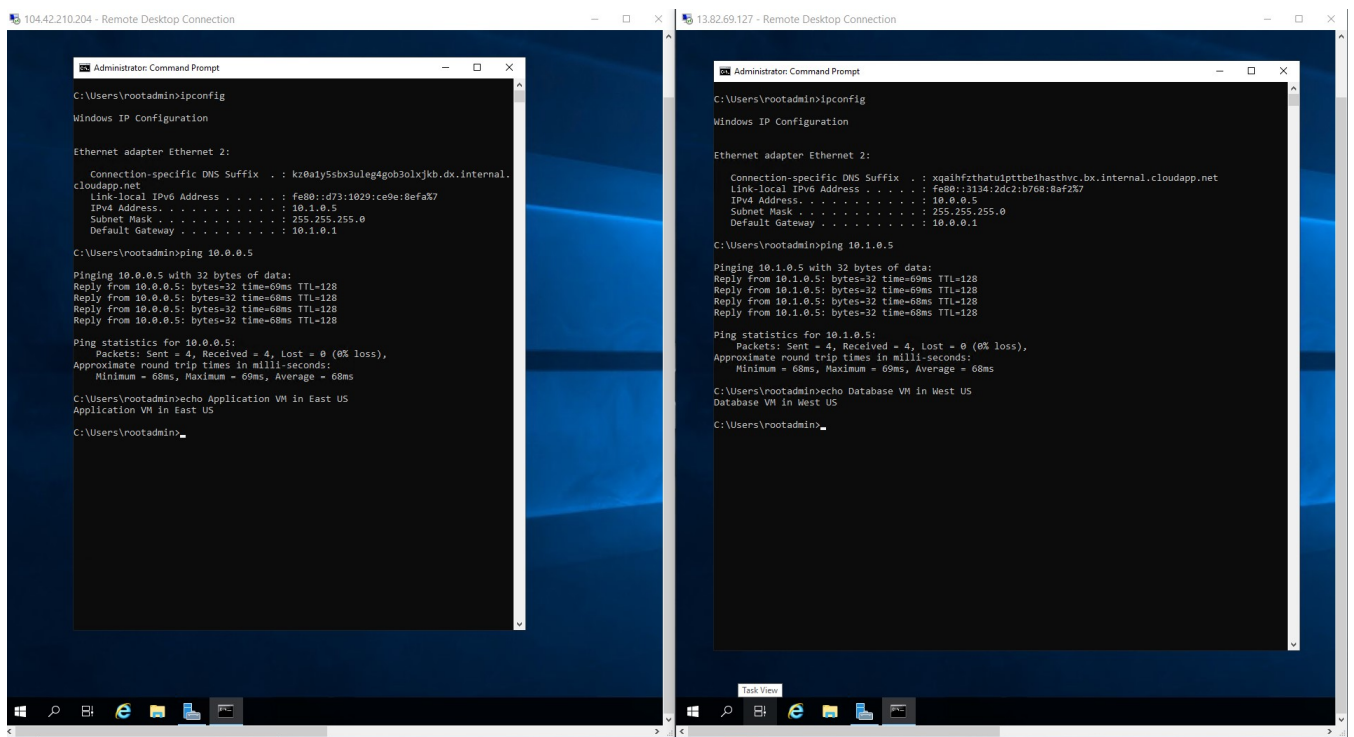 104.42.210.204 - Remote Desktop Connection
Administrator: Command Prompt
C:\Users\rootadmin>ipconfig
Windows IP Configuration
Ethernet adapter Ethernet 2:
Connection-specific DNS Suffix . : kz0a1y5sbx3uleg4gob3olxjkb.dx.internal.
cloudapp.net
Link-local IPv6 Address . . . . . : fe80::d73:1029:ce9e:8efa%7
IPv4 Address. . . . . . . . . . . : 10.1.0.5
Subnet Mask . . . . . . . . . . . : 255.255.255.0
Default Gateway . . . . . . . . . : 10.1.0.1
C:\Users\rootadmin>ping 10.0.0.5
Pinging 10.0.0.5 with 32 bytes of data:
Reply from 10.0.0.5: bytes=32 time=69ms TTL=128
Reply from 10.0.0.5: bytes=32 time=68ms TTL=128
Reply from 10.0.0.5: bytes=32 time=68ms TTL=128
Reply from 10.0.0.5: bytes=32 time=68ms TTL=128
Ping statistics for 10.0.0.5:
Packets: Sent = 4, Received = 4, Lost = 0 (0% loss),
Approximate round trip times in milli-seconds:
Minimum = 68ms, Maximum = 69ms, Average = 68ms
C:\Users\rootadmin>echo Application VM in East US
Application VM in East US
C:\Users\rootadmin>
13.82.69.127 - Remote Desktop Connection
Administrator: Command Prompt
C:\Users\rootadmin>ipconfig
Windows IP Configuration
Ethernet adapter Ethernet 2:
Connection-specific DNS Suffix . : xqaihfzthatu1pttbe1hasthvc.bx.internal.cloudapp.net
Link-local IPv6 Address . . . . . : fe80::3134:2dc2:b768:8af2%7
IPv4 Address. . . . . . . . . . . : 10.0.0.5
Subnet Mask . . . . . . . . . . . : 255.255.255.0
Default Gateway . . . . . . . . . : 10.0.0.1
C:\Users\rootadmin>ping 10.1.0.5
Pinging 10.1.0.5 with 32 bytes of data:
Reply from 10.1.0.5: bytes=32 time=69ms TTL=128
Reply from 10.1.0.5: bytes=32 time=69ms TTL=128
Reply from 10.1.0.5: bytes=32 time=68ms TTL=128
Reply from 10.1.0.5: bytes=32 time=68ms TTL=128
Ping statistics for 10.1.0.5:
Packets: Sent = 4, Received = 4, Lost = 0 (0% loss),
Approximate round trip times in milli-seconds:
Minimum = 68ms, Maximum = 69ms, Average = 68ms
C:\Users\rootadmin>echo Database VM in West US
Database VM in West US
C:\Users\rootadmin>
Task View